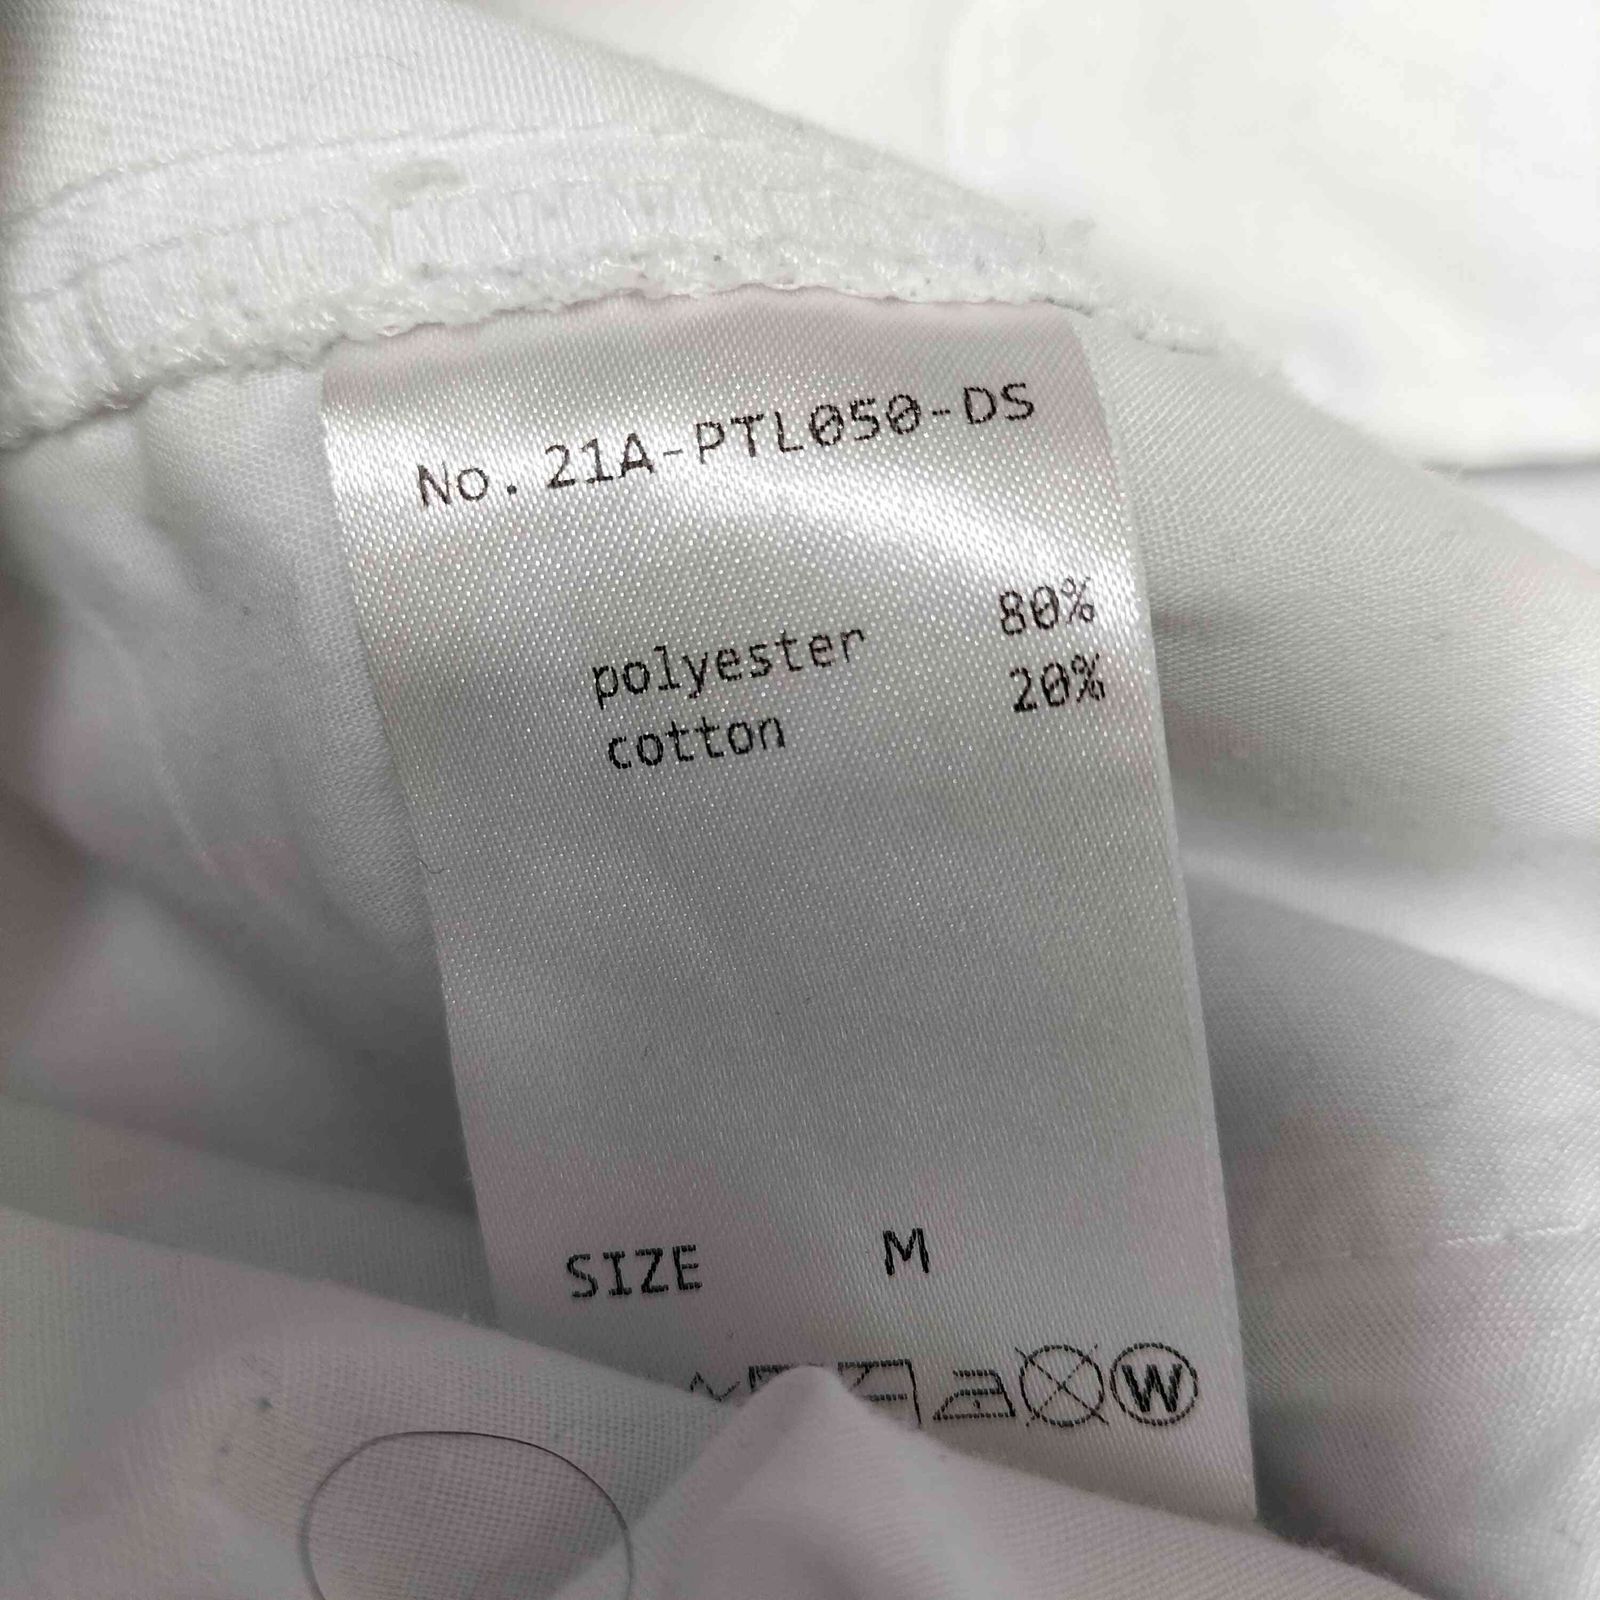 No. 21A-PTL050-DS
polyester 80%
cotton 20%
SIZE M
W